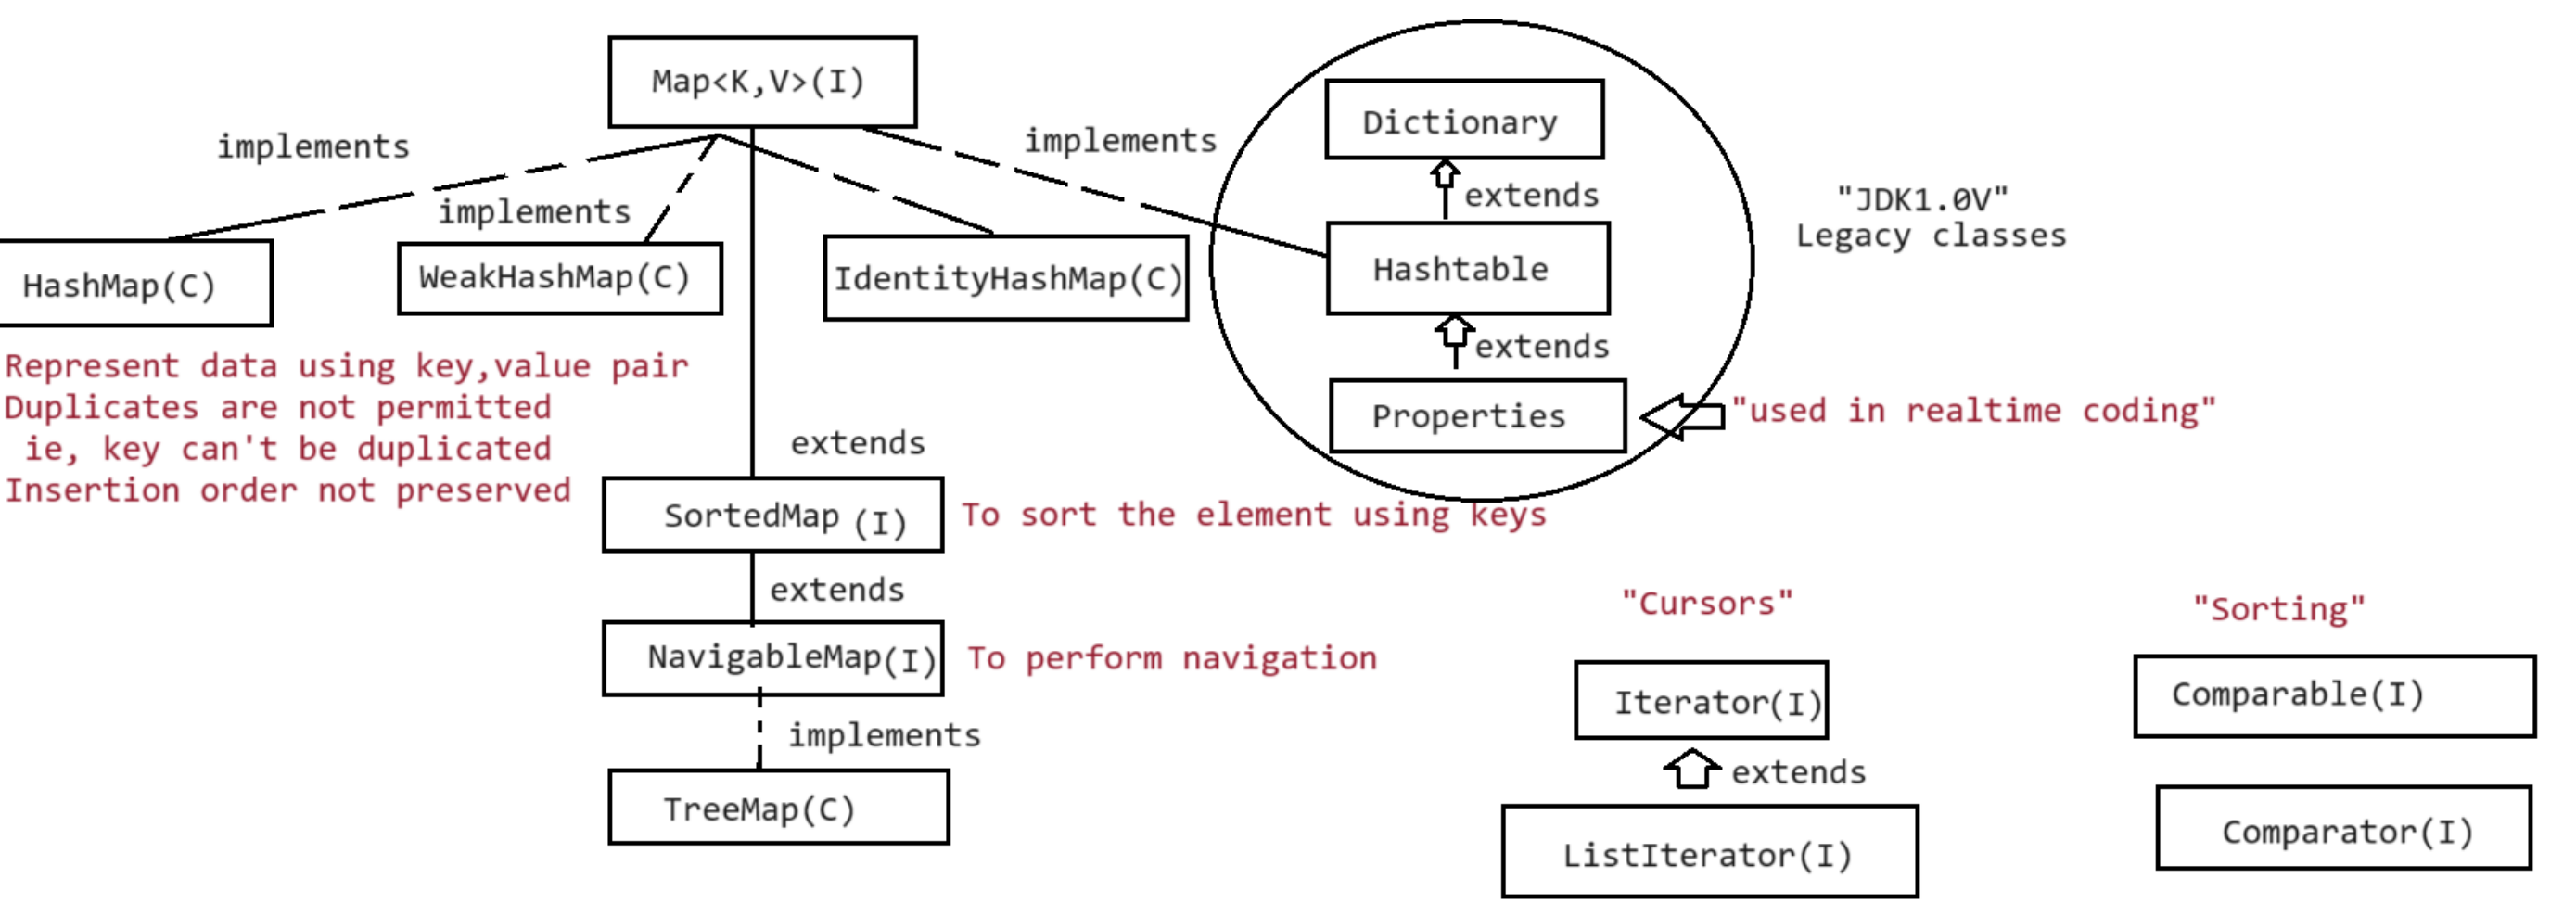 Map<K,V>(I)
Dictionary
implements
implements
extends
"JDK1.0V"
Legacy classes
implements
HashMap(C)
WeakHashMap(C)
IdentityHashMap(C)
Hashtable
extends
Represent data using key,value pair
Duplicates are not permitted
ie, key can't be duplicated
Insertion order not preserved
Properties
"used in realtime coding"
extends
SortedMap (I)
To sort the element using keys
extends
NavigableMap(I)
To perform navigation
implements
TreeMap(C)
"Cursors"
Iterator(I)
extends
ListIterator(I)
"Sorting"
Comparable(I)
Comparator(I)